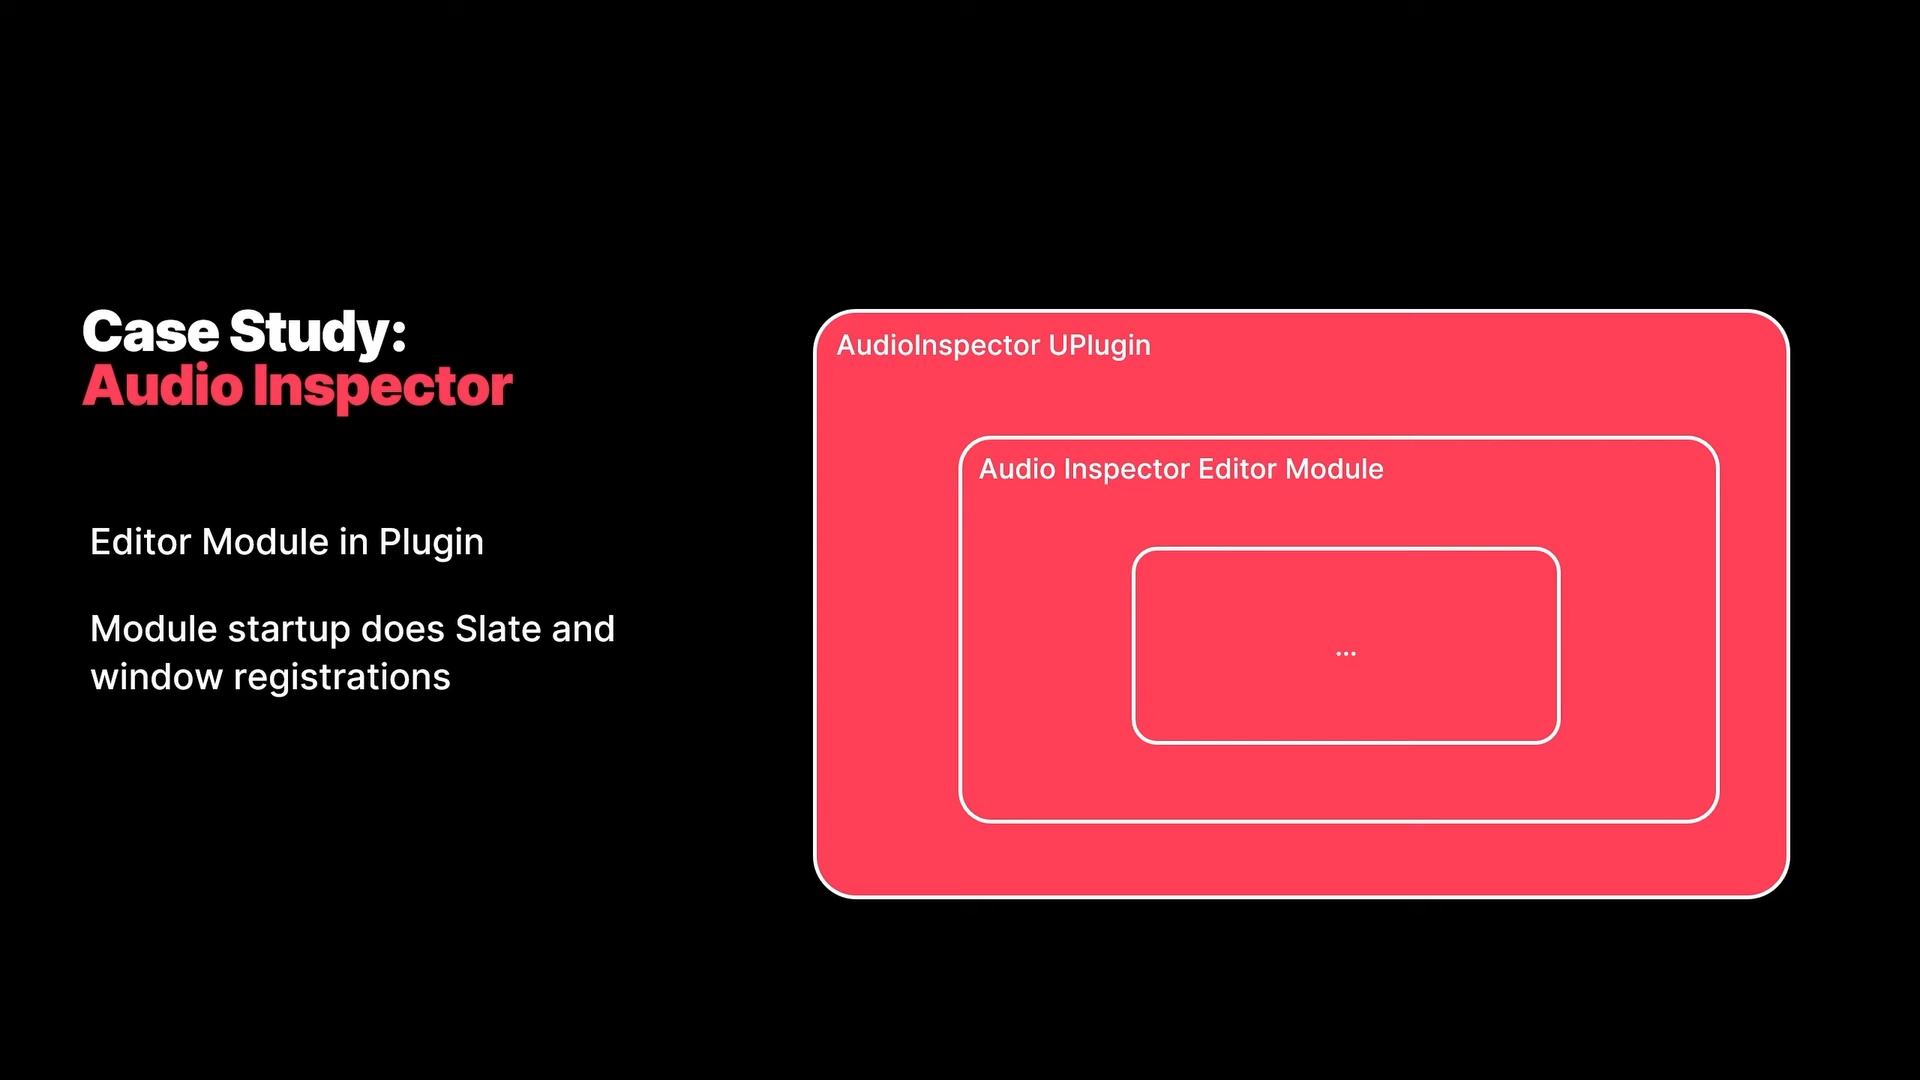 Case Study:
Audio Inspector
Editor Module in Plugin
Module startup does Slate and
window registrations
AudioInspector UPlugin
Audio Inspector Editor Module
...